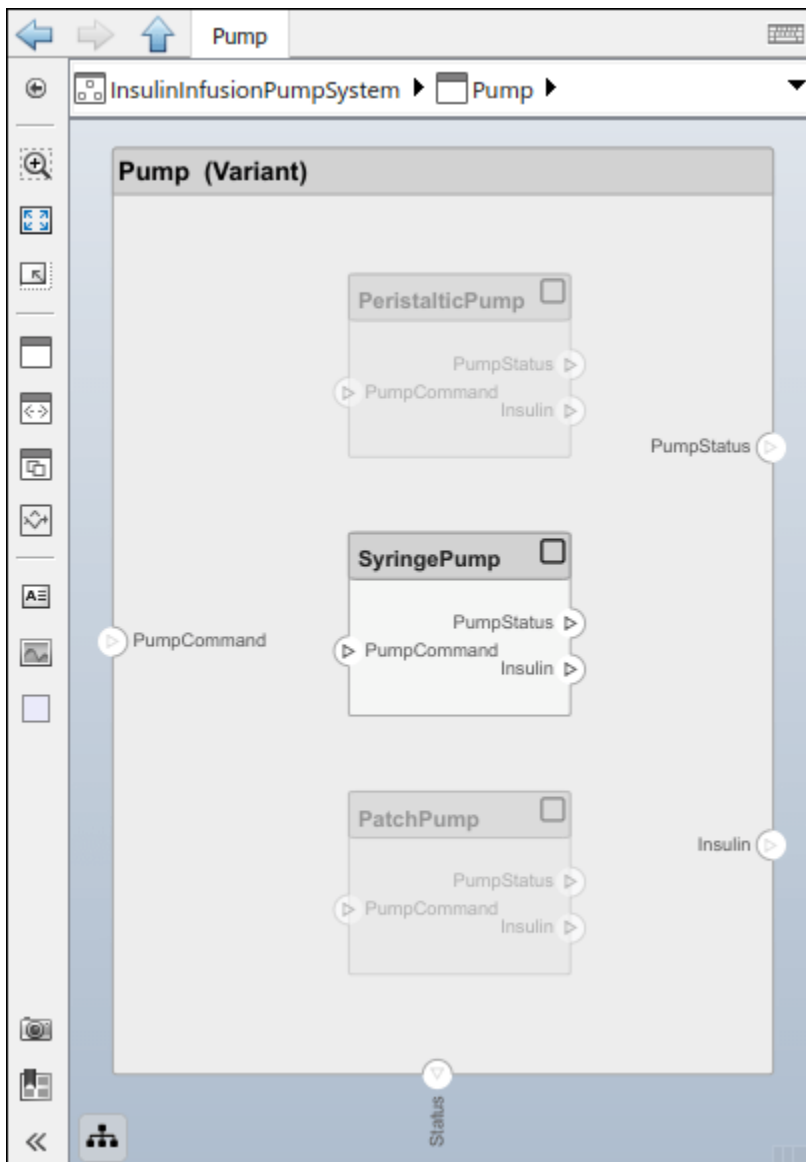 Pump
InsulinInfusionPumpSystem Pump
Pump (Variant)
PeristalticPump
PumpStatus
PumpCommand
Insulin
PumpStatus
SyringePump
PumpStatus
PumpCommand
PumpCommand
Insulin
PatchPump
Insulin
PumpStatus
PumpCommand
Insulin
Status